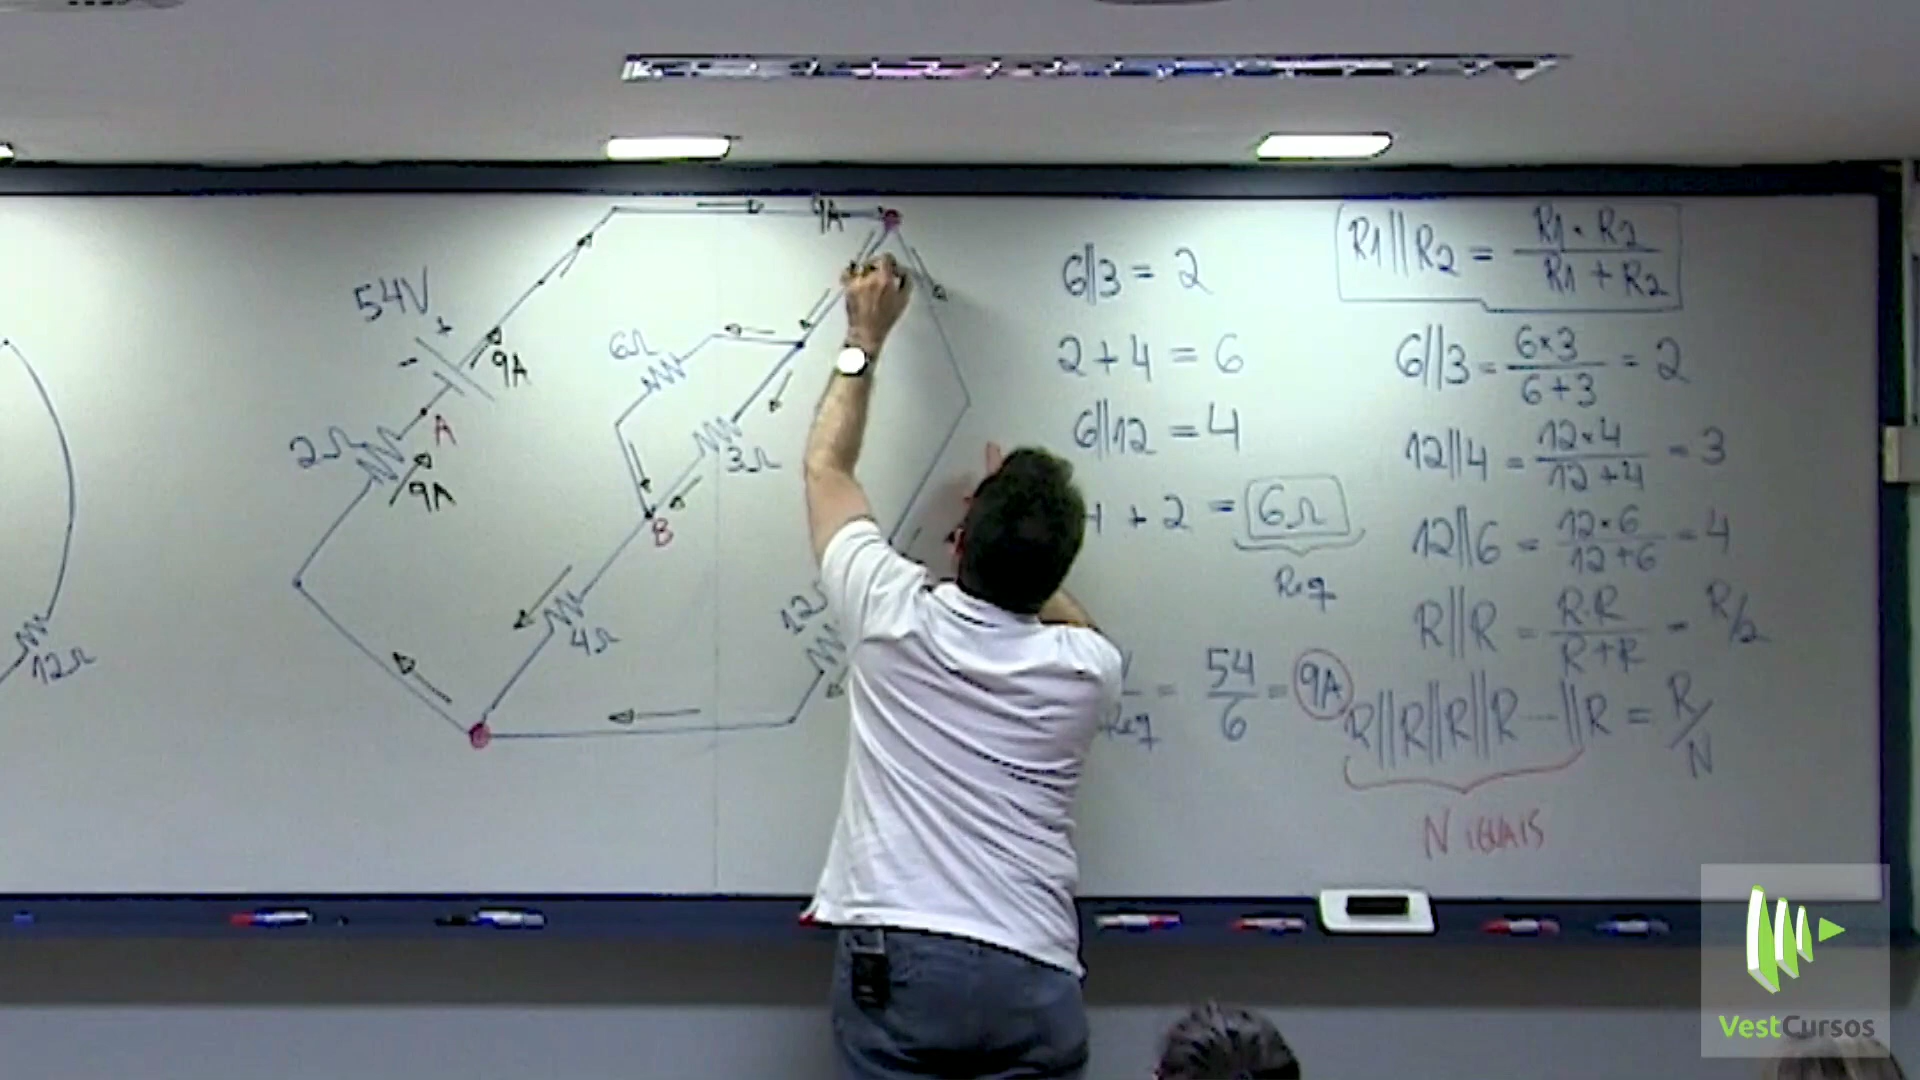 54V
+
-
9A
A
2Ω
9A
9A
6Ω
3Ω
B
4Ω
12Ω
12Ω
6||3 = 2
2 + 4 = 6
6||12 = 4
+ 2 = 6Ω
Req
Req = 54/6 = 9A
R1||R2 = R1 . R2 / R1 + R2
6||3 = 6×3 / 6+3 = 2
12||4 = 12×4 / 12+4 = 3
12||6 = 12×6 / 12+6 = 4
R||R = R.R / R+R = R/2
R||R||R||R ---||R = R/N
N IGUAIS
VestCursos